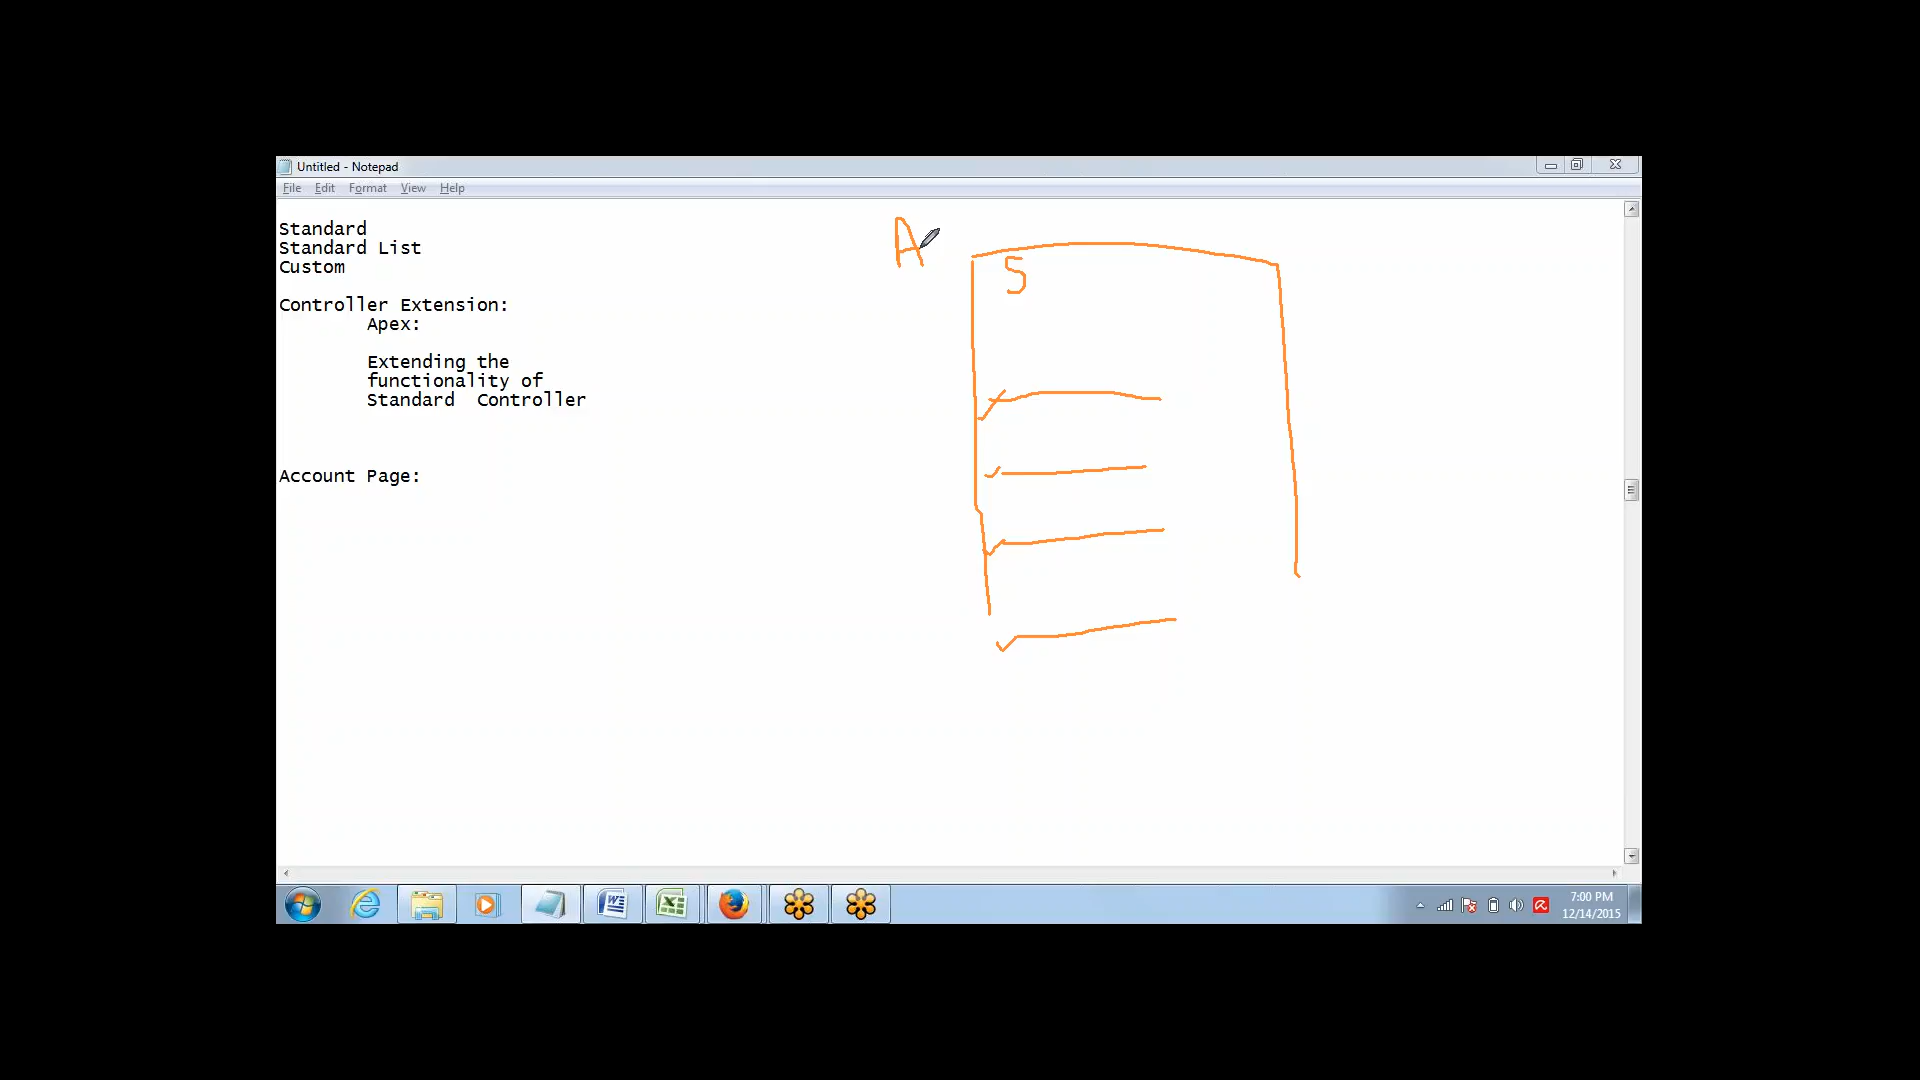 Untitled - Notepad
File Edit Format View Help
Standard
Standard List
Custom
Controller Extension:
Apex:
Extending the
functionality of
Standard  Controller
Account Page:
A
5
7:00 PM
12/14/2015